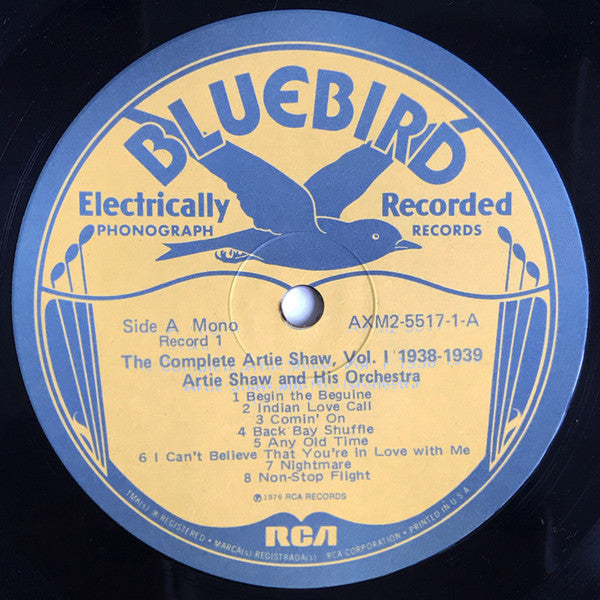 BLUEBIRD
Electrically Recorded
PHONOGRAPH RECORDS
Side A Mono AXM2-5517-1-A
Record 1
The Complete Artie Shaw, Vol. I 1938-1939
Artie Shaw and His Orchestra
1 Begin the Beguine
2 Indian Love Call
3 Comin' On
4 Back Bay Shuffle
5 Any Old Time
6 I Can't Believe That You're In Love with Me
7 Nightmare
8 Non-Stop Flight
℗ 1976 RCA RECORDS
TMK(s) ® REGISTERED • MARCA(s) REGISTRADA(s) RCA CORPORATION • PRINTED IN U.S.A.
RCA